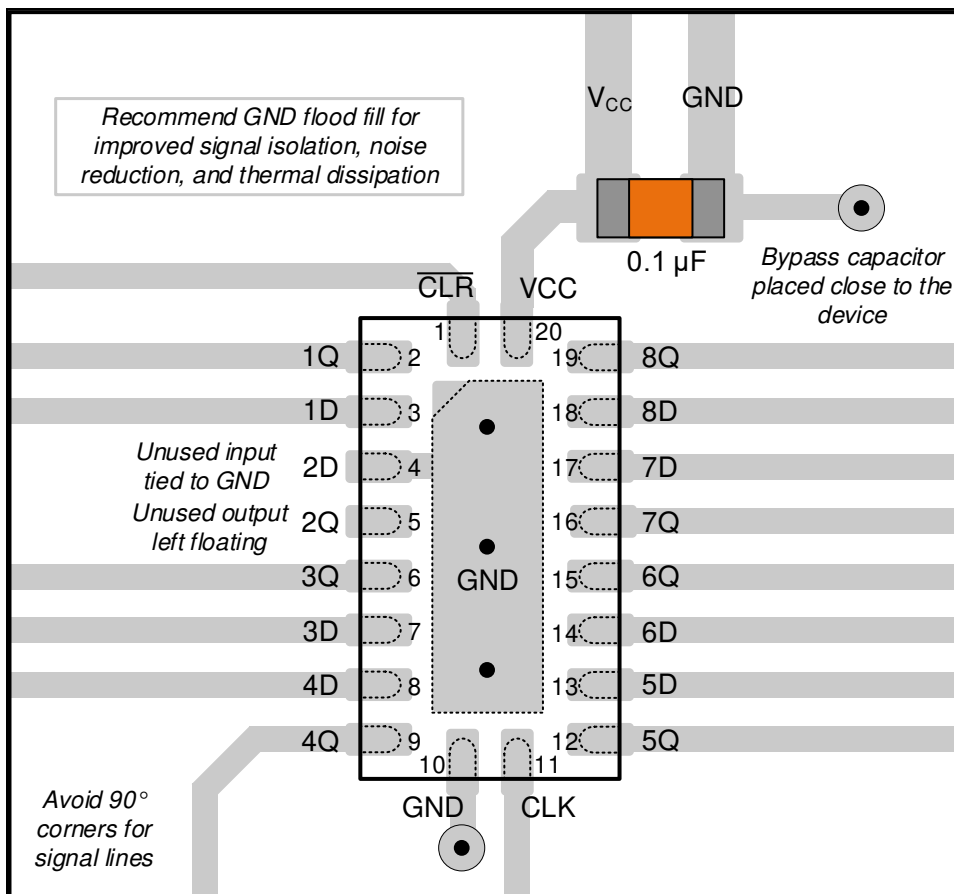 V_CC GND
Recommend GND flood fill for
improved signal isolation, noise
reduction, and thermal dissipation
0.1 µF
Bypass capacitor
placed close to the
device
C̅L̅R̅ VCC
1 20
1Q 2 19 8Q
1D 3 18 8D
Unused input
tied to GND
2D 4 17 7D
Unused output
left floating
2Q 5 16 7Q
GND
3Q 6 15 6Q
3D 7 14 6D
4D 8 13 5D
4Q 9 12 5Q
10 11
GND CLK
Avoid 90°
corners for
signal lines